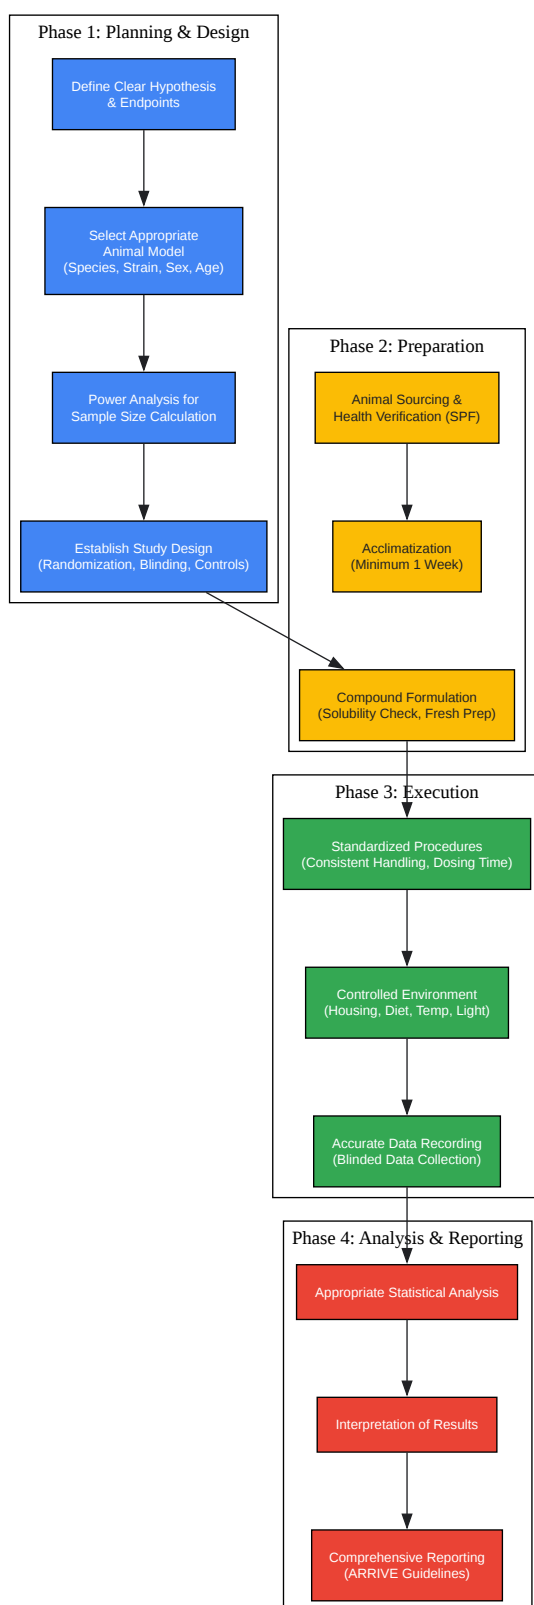 Phase 1: Planning & Design
Define Clear Hypothesis
& Endpoints
Select Appropriate
Animal Model
(Species, Strain, Sex, Age)
Power Analysis for
Sample Size Calculation
Establish Study Design
(Randomization, Blinding, Controls)
Phase 2: Preparation
Animal Sourcing &
Health Verification (SPF)
Acclimatization
(Minimum 1 Week)
Compound Formulation
(Solubility Check, Fresh Prep)
Phase 3: Execution
Standardized Procedures
(Consistent Handling, Dosing Time)
Controlled Environment
(Housing, Diet, Temp, Light)
Accurate Data Recording
(Blinded Data Collection)
Phase 4: Analysis & Reporting
Appropriate Statistical Analysis
Interpretation of Results
Comprehensive Reporting
(ARRIVE Guidelines)